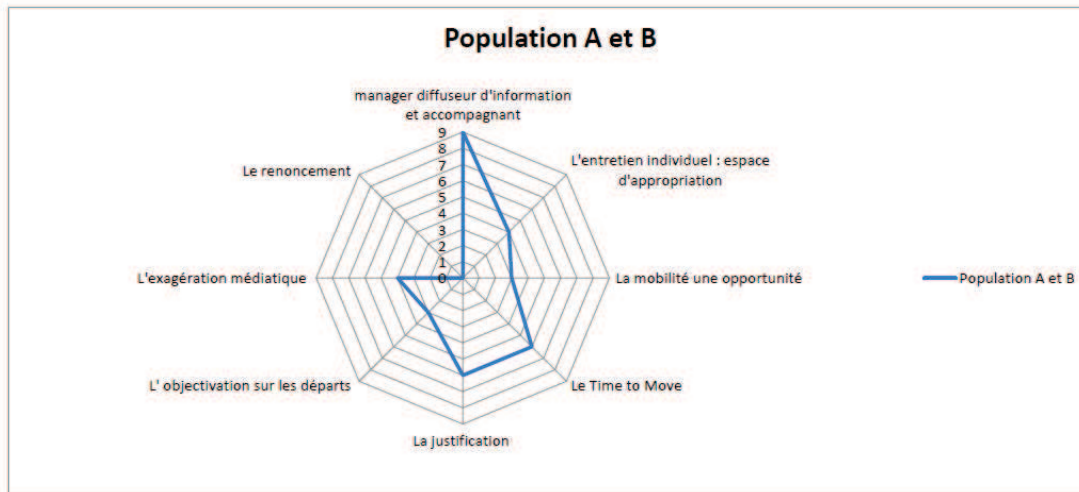 Population A et B
manager diffuseur d'information
et accompagnant
9
8
7
6
5
4
3
2
1
0
L'entretien individuel : espace
d'appropriation
Le renoncement
L'exagération médiatique
La mobilité une opportunité
Population A et B
L' objectivation sur les départs
Le Time to Move
La justification